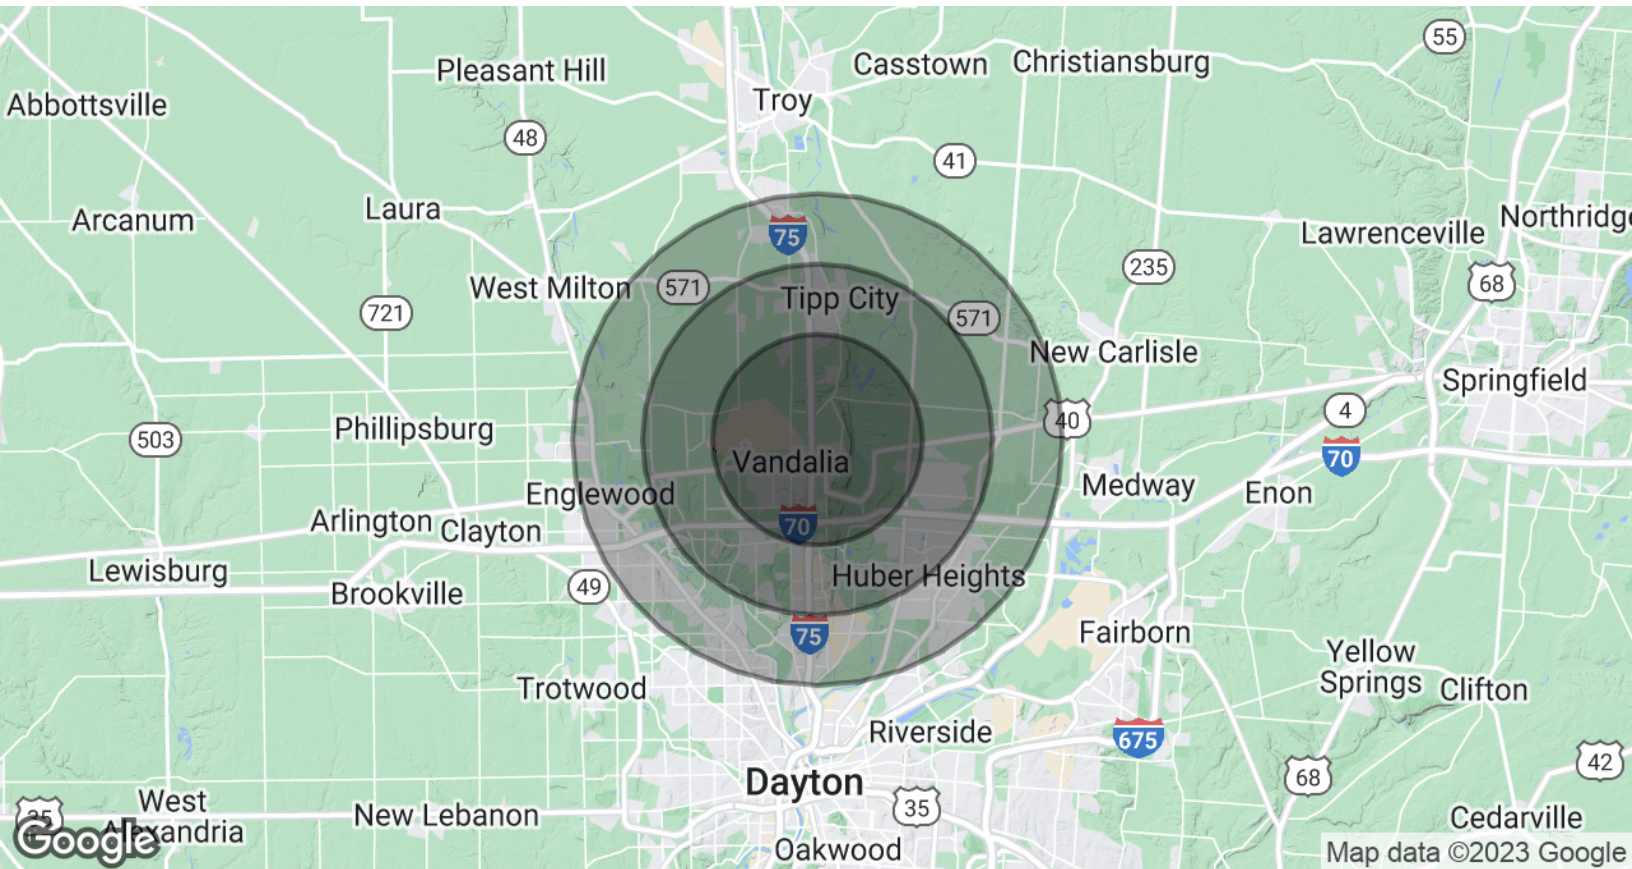 55
Casstown
Christiansburg
Pleasant Hill
Troy
Abbottsville
48
41
Laura
Arcanum
Northridge
Lawrenceville
75
235
68
West Milton
571
Tipp City
721
571
New Carlisle
Springfield
4
40
Phillipsburg
503
70
Vandalia
Medway
Englewood
Enon
Arlington
Clayton
70
Lewisburg
Huber Heights
Brookville
49
Fairborn
75
Yellow
Springs
Trotwood
Clifton
Riverside
675
42
68
Dayton
West
Alexandria
35
New Lebanon
35
Cedarville
Google
Oakwood
Map data ©2023 Google